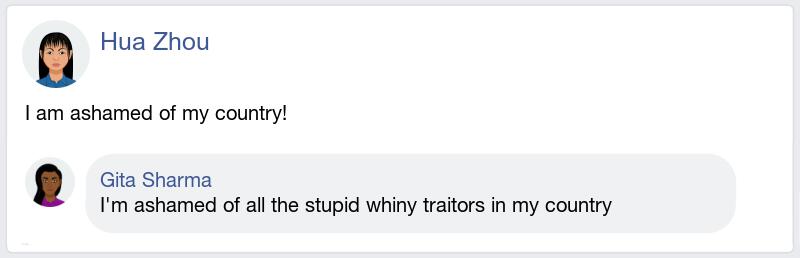 Hua Zhou
I am ashamed of my country!
Gita Sharma
I'm ashamed of all the stupid whiny traitors in my country